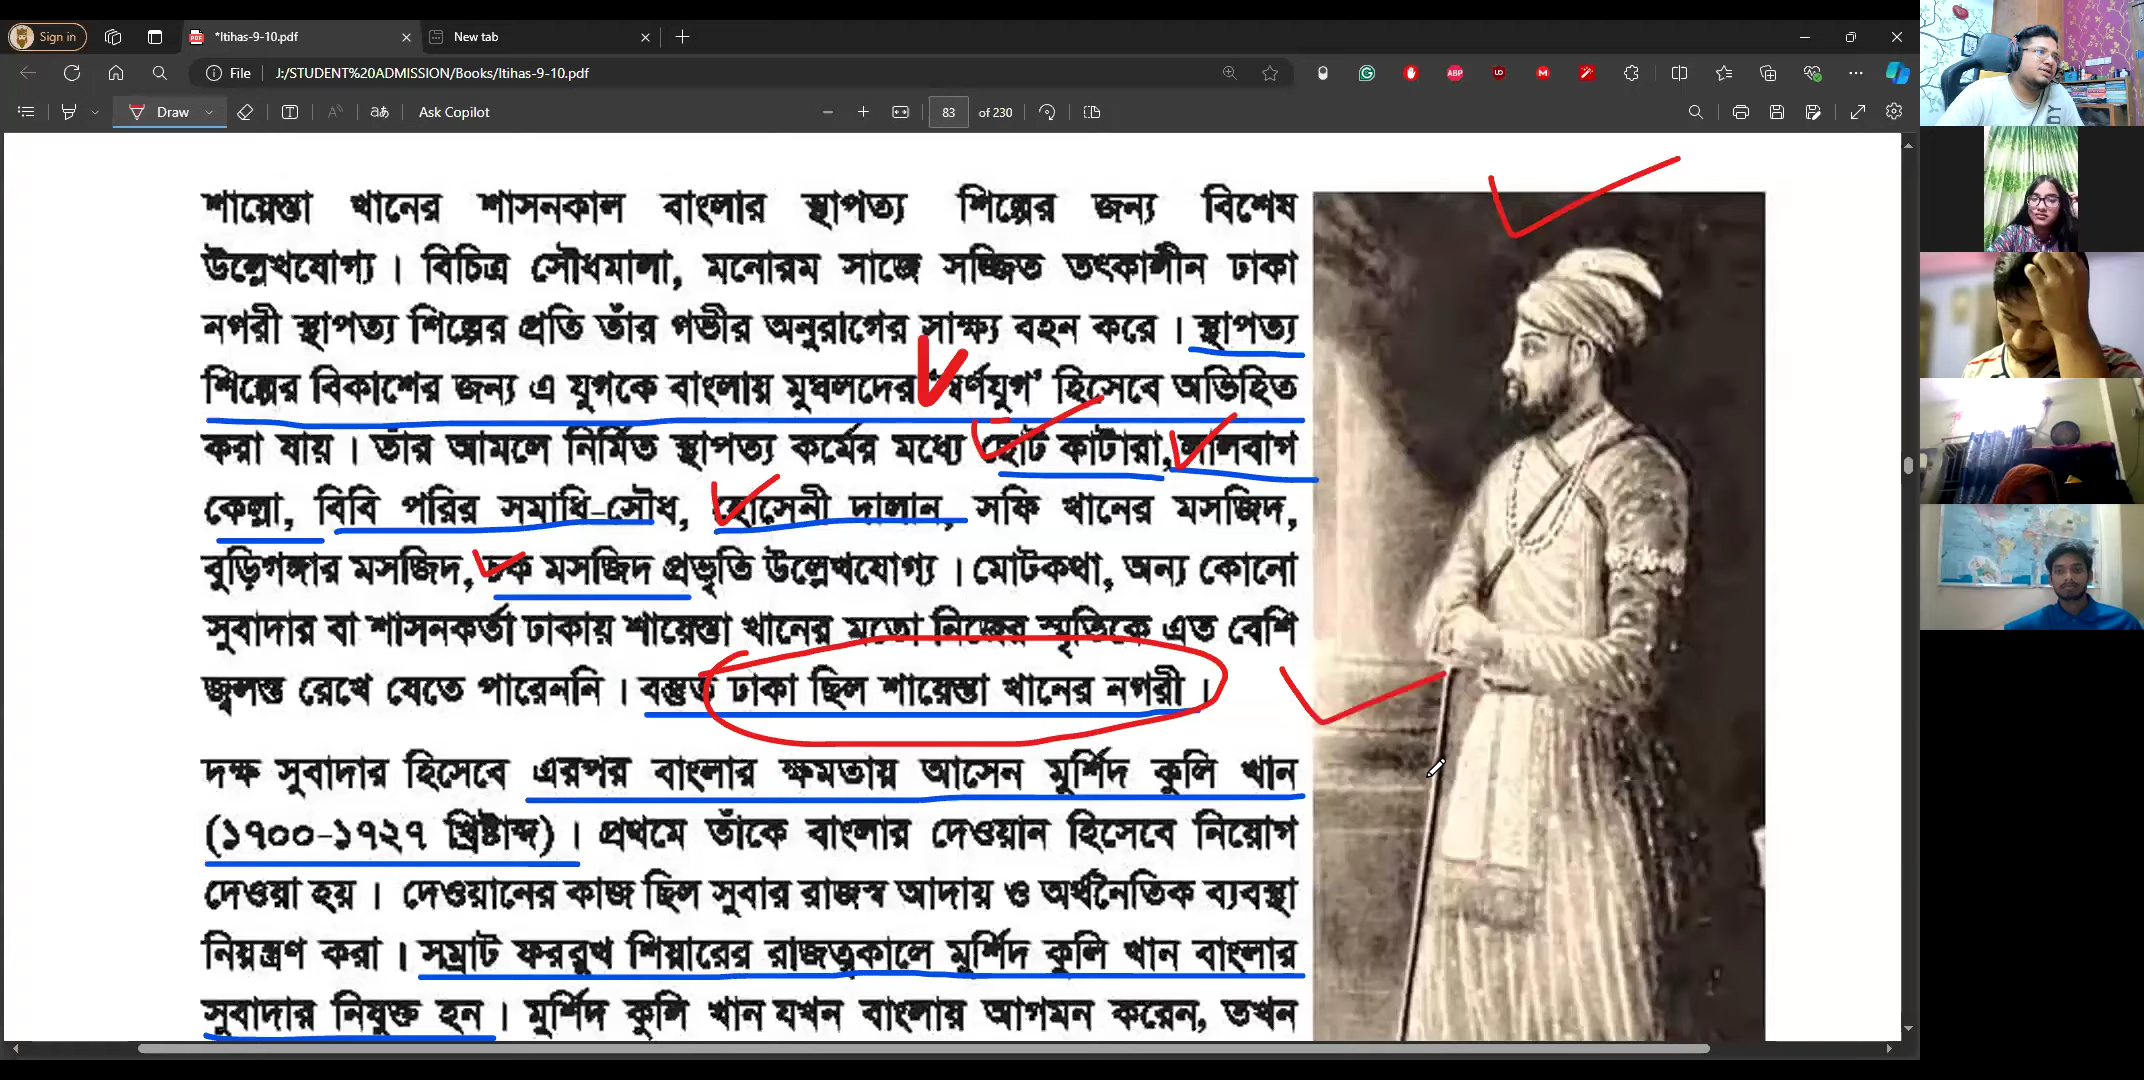 Sign in
*Itihas-9-10.pdf
New tab
File
J:/STUDENT%20ADMISSION/Books/Itihas-9-10.pdf
Draw
aあ
Ask Copilot
83 of 230
শায়েস্তা খানের শাসনকাল বাংলার স্থাপত্য শিল্পের জন্য বিশেষ
উল্লেখযোগ্য। বিচিত্র সৌধমালা, মনোরম সাজে সজ্জিত তৎকালীন ঢাকা
নগরী স্থাপত্য শিল্পের প্রতি তাঁর গভীর অনুরাগের সাক্ষ্য বহন করে। স্থাপত্য
শিল্পের বিকাশের জন্য এ যুগকে বাংলায় মুঘলদের 'স্বর্ণযুগ' হিসেবে অভিহিত
করা যায়। তাঁর আমলে নির্মিত স্থাপত্য কর্মের মধ্যে ছোট কাটারা, লালবাগ
কেল্লা, বিবি পরির সমাধি-সৌধ, হোসেনী দালান, সফি খানের মসজিদ,
বুড়িগঙ্গার মসজিদ, চক মসজিদ প্রভৃতি উল্লেখযোগ্য। মোটকথা, অন্য কোনো
সুবাদার বা শাসনকর্তা ঢাকায় শায়েস্তা খানের মতো নিজের স্মৃতিকে এত বেশি
জ্বলন্ত রেখে যেতে পারেননি। বস্তুত ঢাকা ছিল শায়েস্তা খানের নগরী।
দক্ষ সুবাদার হিসেবে এরপর বাংলার ক্ষমতায় আসেন মুর্শিদ কুলি খান
(১৭০০-১৭২৭ খ্রিষ্টাব্দ)। প্রথমে তাঁকে বাংলার দেওয়ান হিসেবে নিয়োগ
দেওয়া হয়। দেওয়ানের কাজ ছিল সুবার রাজস্ব আদায় ও অর্থনৈতিক ব্যবস্থা
নিয়ন্ত্রণ করা। সম্রাট ফররুখ শিয়ারের রাজত্বকালে মুর্শিদ কুলি খান বাংলার
সুবাদার নিযুক্ত হন। মুর্শিদ কুলি খান যখন বাংলায় আগমন করেন, তখন